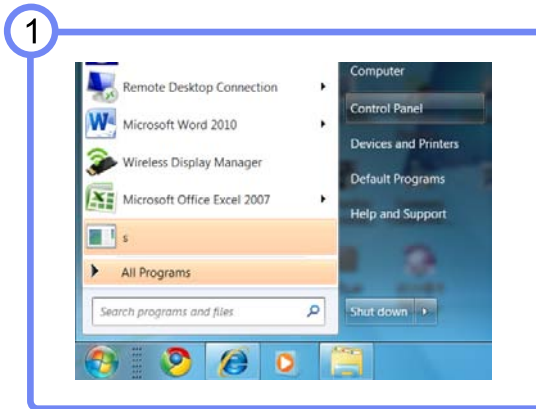 1
Remote Desktop Connection
Microsoft Word 2010
Wireless Display Manager
Microsoft Office Excel 2007
s
All Programs
Search programs and files
Computer
Control Panel
Devices and Printers
Default Programs
Help and Support
Shut down